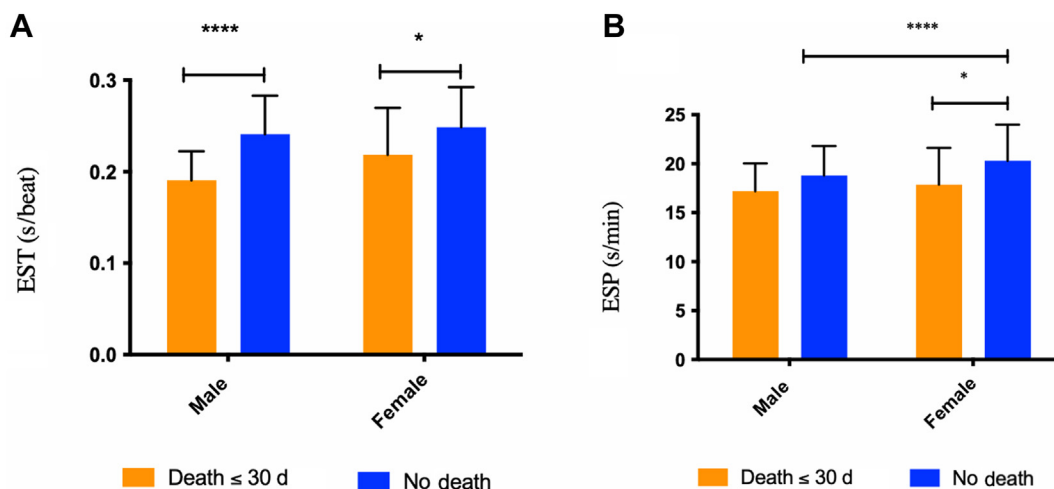 A
EST (s/beat)
0.3
0.2
0.1
0.0
****
*
Male
Female
Death ≤ 30 d
No death
B
ESP (s/min)
25
20
15
10
5
0
****
*
Male
Female
Death ≤ 30 d
No death